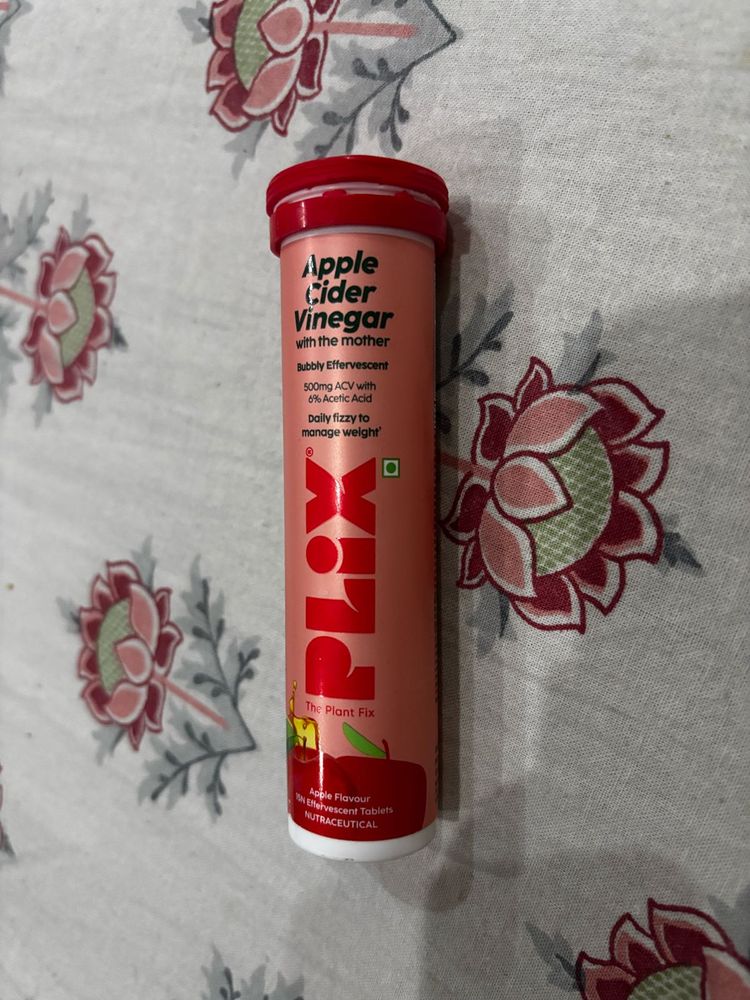 Apple
Cider
Vinegar
with the mother
Bubbly Effervescent
500mg ACV with
6% Acetic Acid
Daily fizzy to
manage weight†
PLiX®
The Plant Fix
Apple Flavour
15N Effervescent Tablets
NUTRACEUTICAL